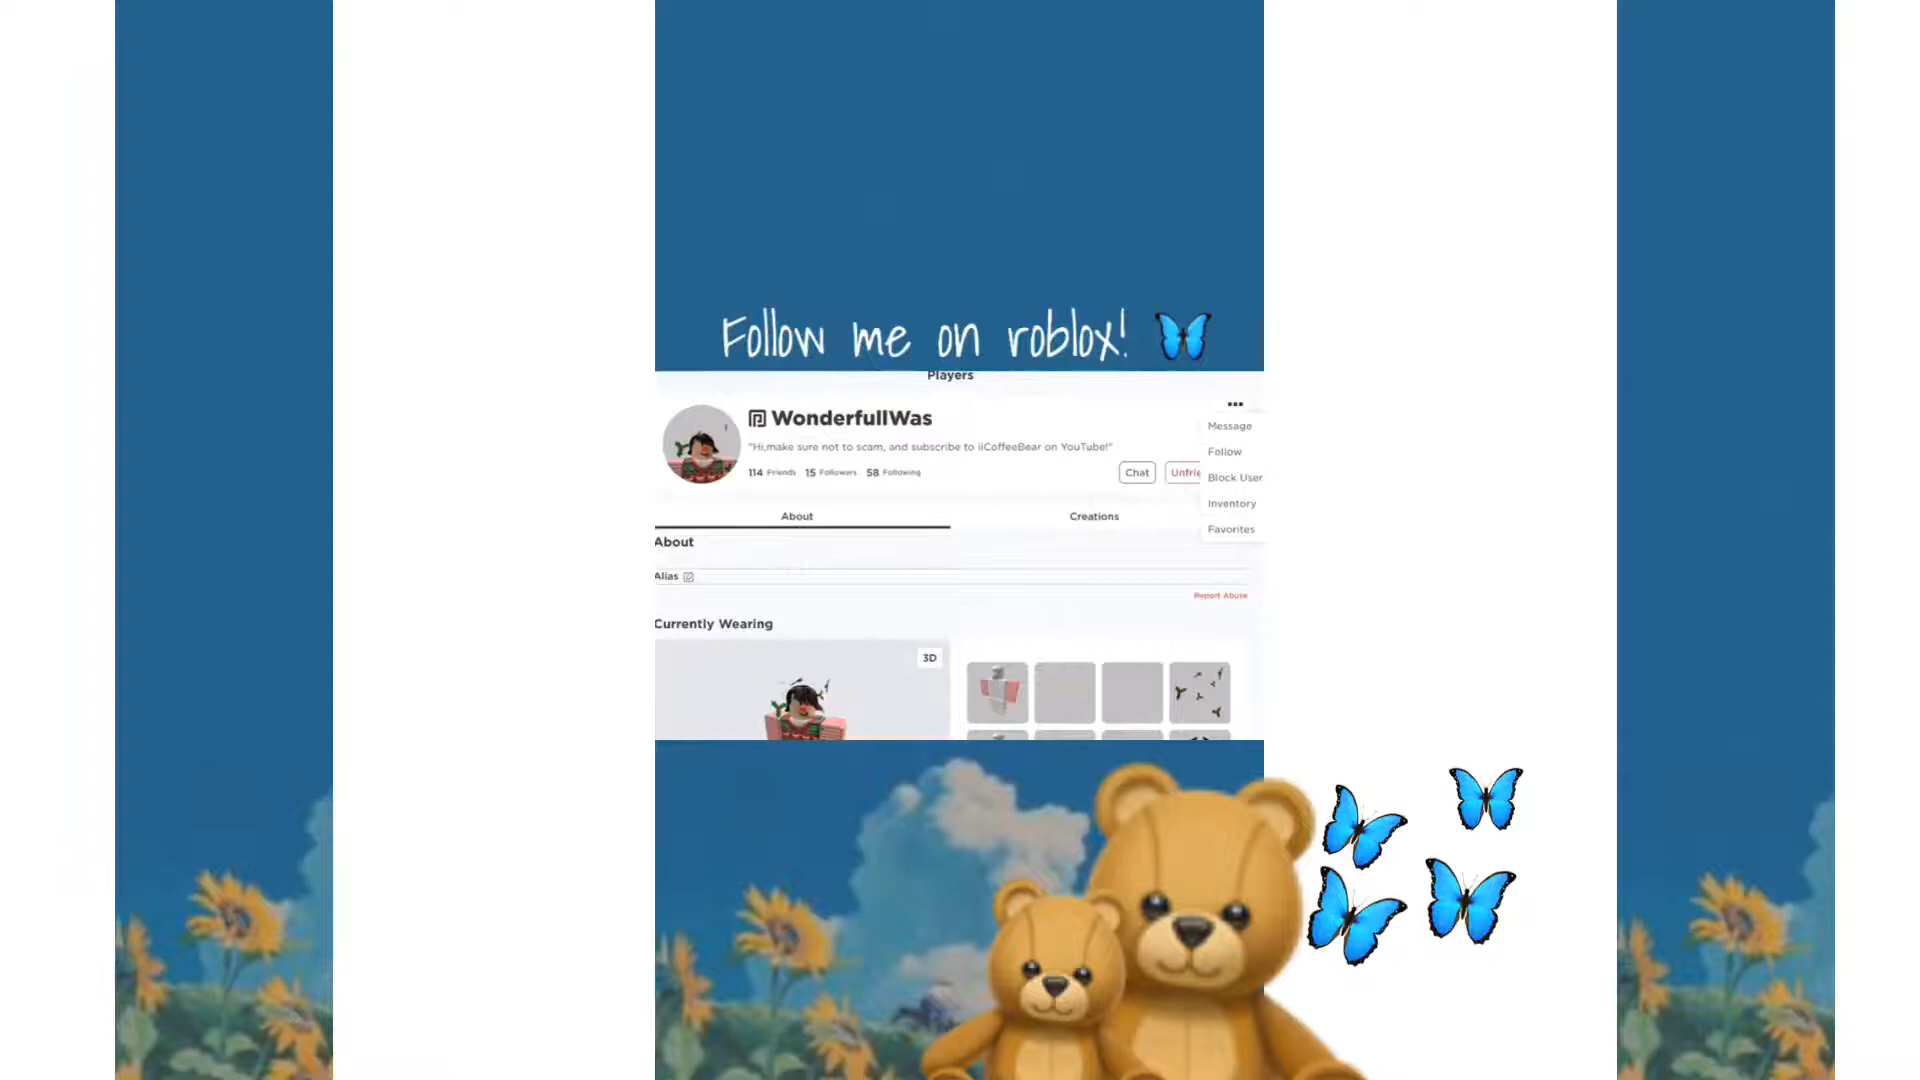 Follow me on roblox!
Players
WonderfullWas
Message
"Hi,make sure not to scam, and subscribe to iiCoffeeBear on YouTube!"
Follow
114 Friends 15 Followers 58 Following
Chat
Unfrie
Block User
Inventory
About
Creations
Favorites
About
Alias
Report Abuse
Currently Wearing
3D